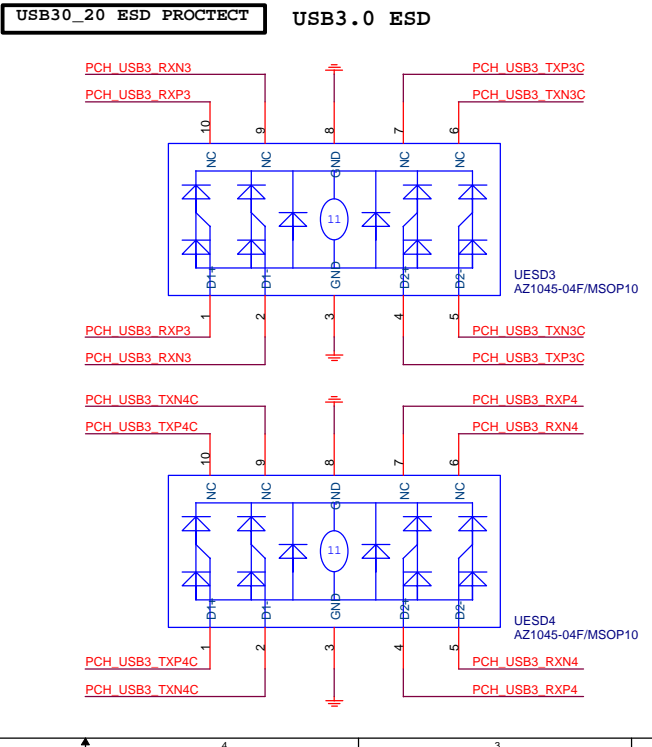 USB30_20 ESD PROCTECT
USB3.0 ESD
PCH_USB3_RXN3
PCH_USB3_TXP3C
PCH_USB3_RXP3
PCH_USB3_TXN3C
10 9 8 7 6
NC NC GND NC NC
11
D1+ D1- GND D2+ D2-
UESD3
AZ1045-04F/MSOP10
1 2 3 4 5
PCH_USB3_RXP3
PCH_USB3_TXN3C
PCH_USB3_RXN3
PCH_USB3_TXP3C
PCH_USB3_TXN4C
PCH_USB3_RXP4
PCH_USB3_TXP4C
PCH_USB3_RXN4
10 9 8 7 6
NC NC GND NC NC
11
D1+ D1- GND D2+ D2-
UESD4
AZ1045-04F/MSOP10
1 2 3 4 5
PCH_USB3_TXP4C
PCH_USB3_RXN4
PCH_USB3_TXN4C
PCH_USB3_RXP4
4 3